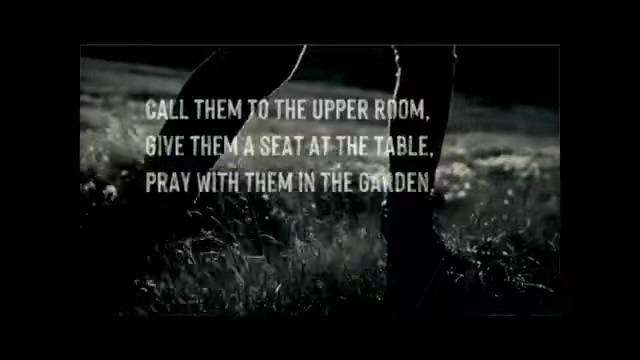 CALL THEM TO THE UPPER ROOM,
GIVE THEM A SEAT AT THE TABLE,
PRAY WITH THEM IN THE GARDEN,